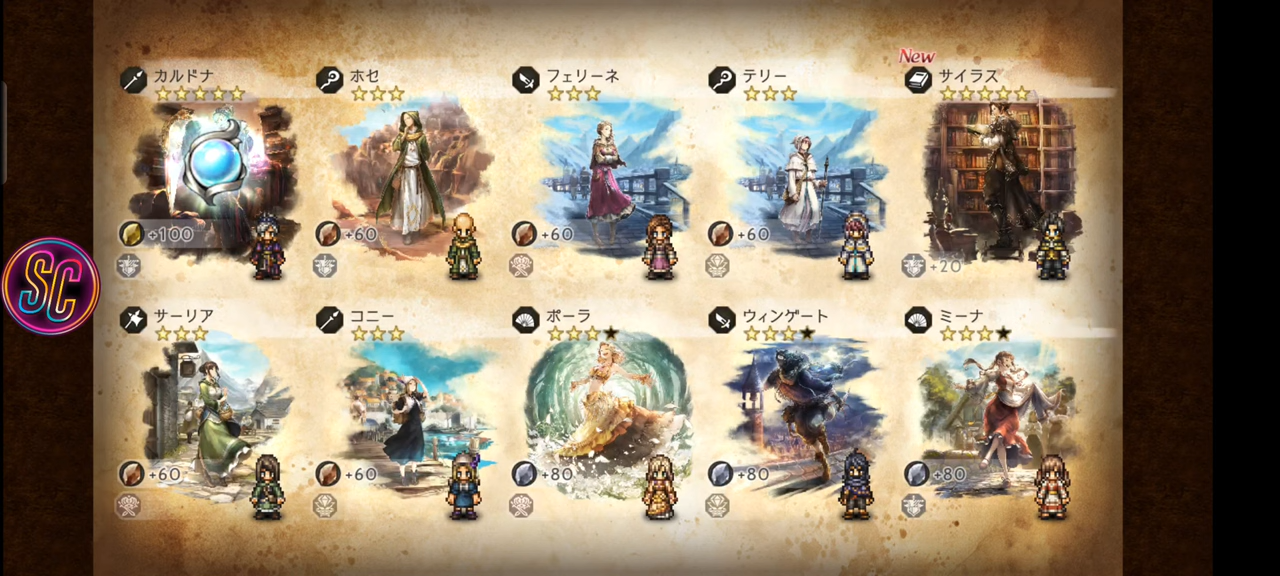 カルドナ
+100
ホセ
+60
フェリーネ
+60
テリー
+60
New
サイラス
+20
SC
サーリア
+60
コニー
+60
ポーラ
+80
ウィンゲート
+80
ミーナ
+80